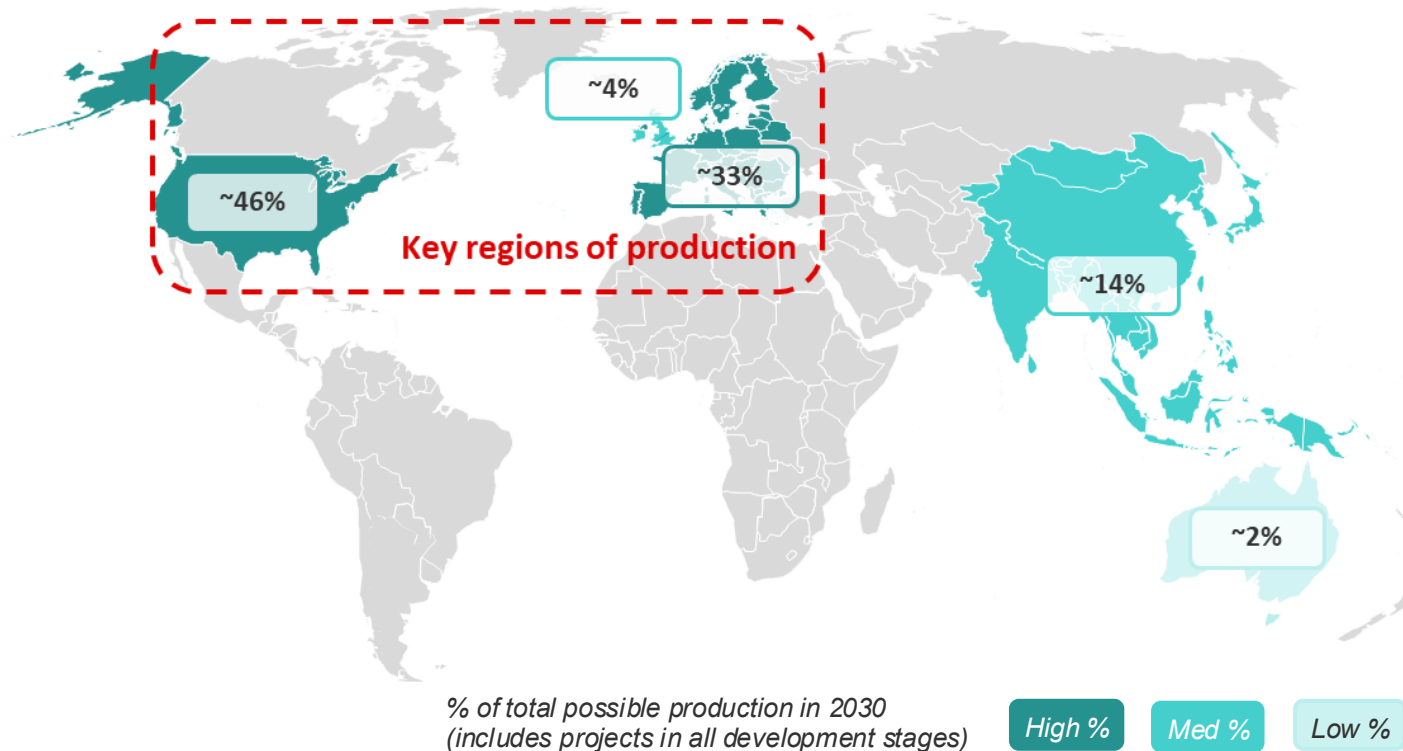 ~4%
~33%
~46%
Key regions of production
~14%
~2%
% of total possible production in 2030
(includes projects in all development stages)
High %
Med %
Low %